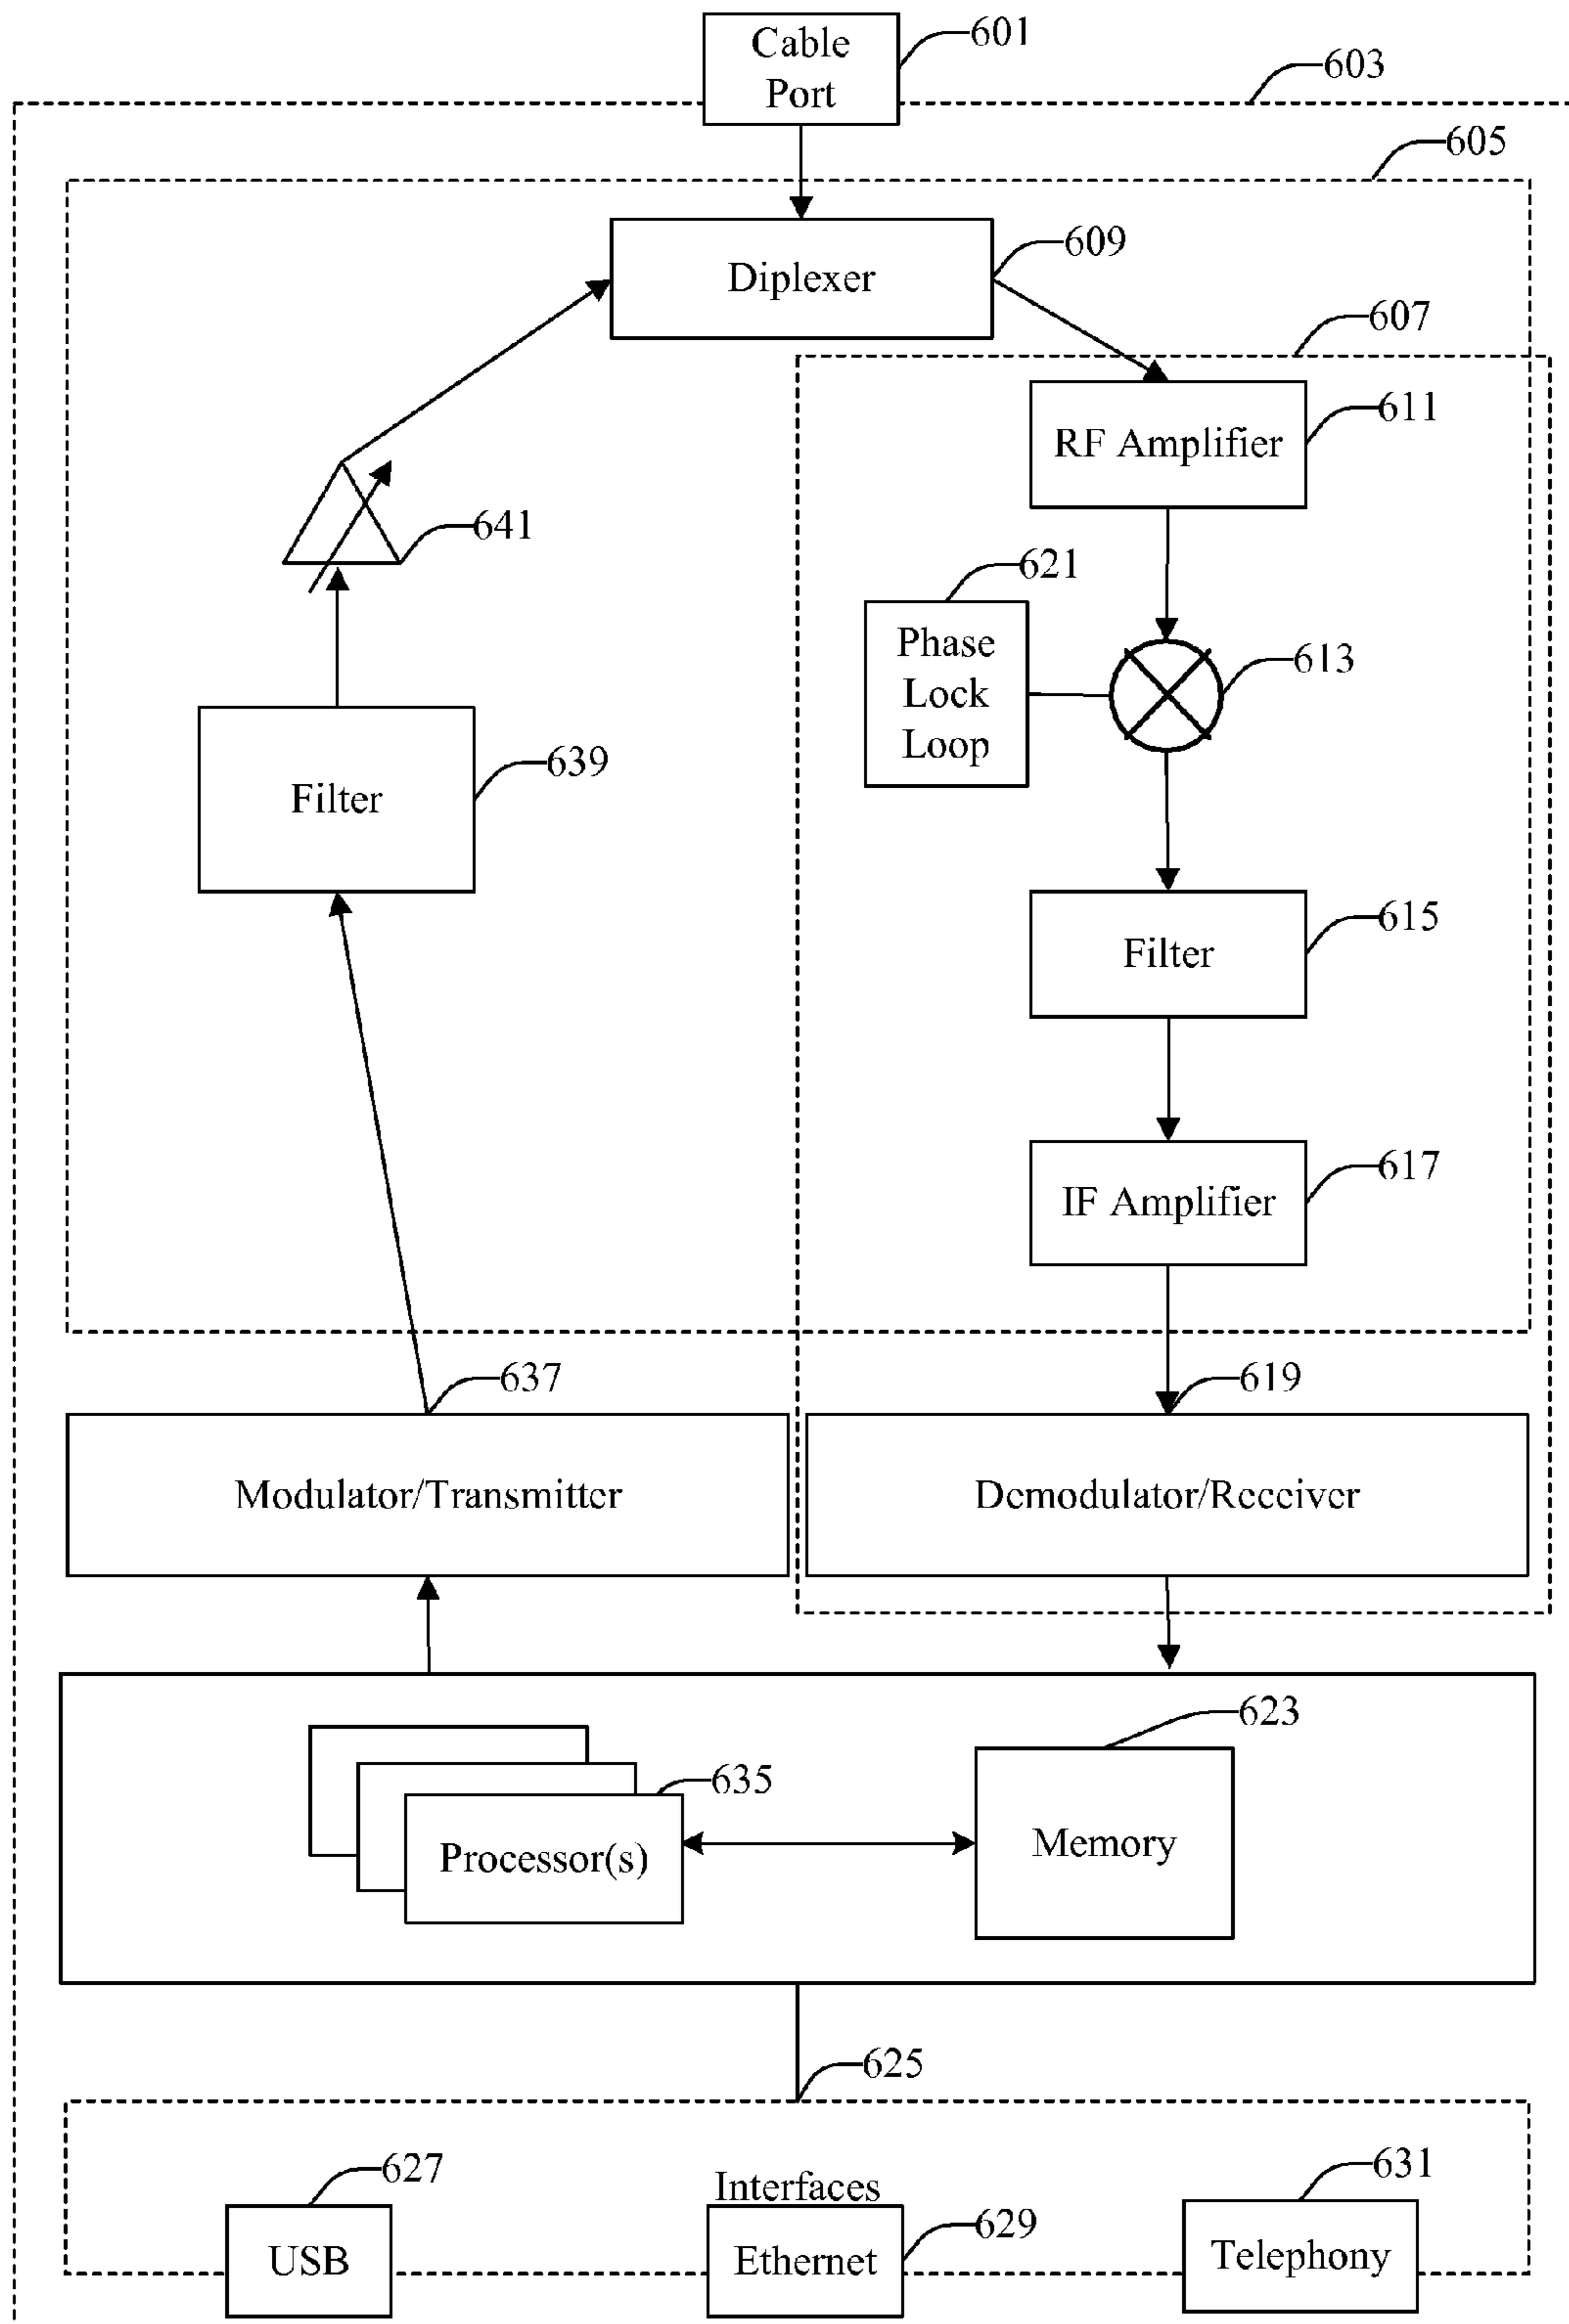 Cable
Port
601
603
605
Diplexer
609
607
RF Amplifier
611
641
621
Phase
Lock
Loop
613
Filter
639
Filter
615
IF Amplifier
617
637
619
Modulator/Transmitter
Demodulator/Receiver
623
635
Processor(s)
Memory
625
627
Interfaces
631
USB
629
Ethernet
Telephony